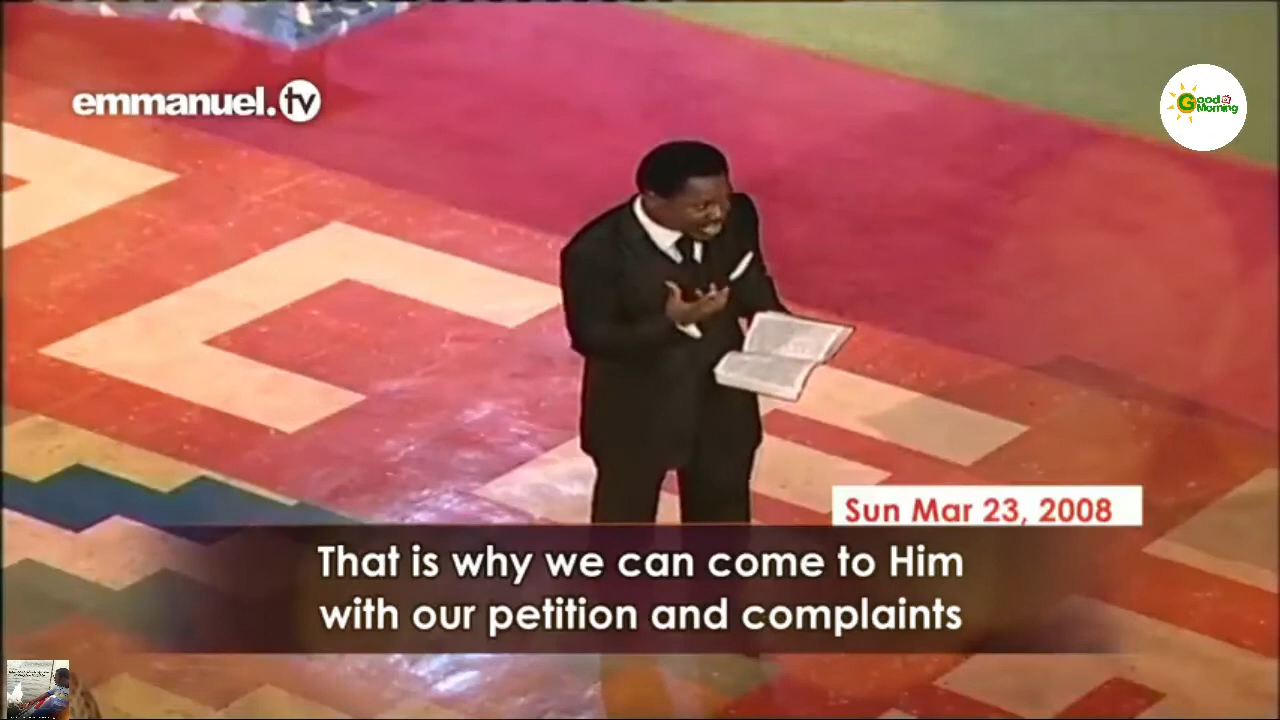 emmanuel.tv
Good
Morning
Sun Mar 23, 2008
That is why we can come to Him
with our petition and complaints